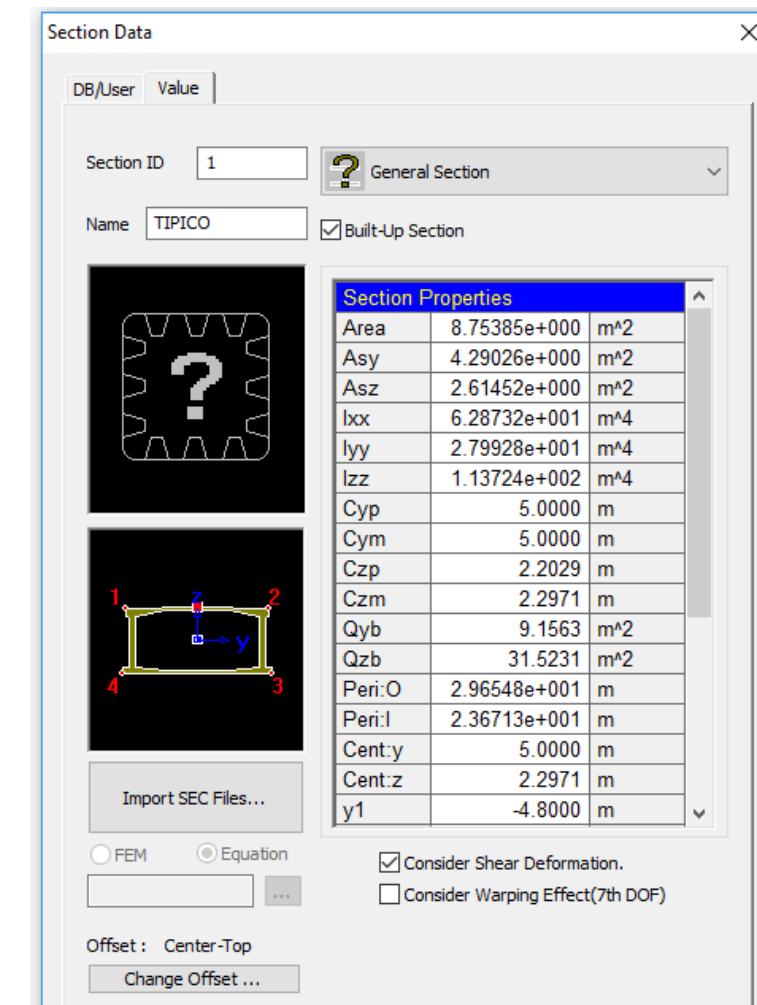 Section Data
DB/User Value
Section ID 1
? General Section
Name TIPICO
Built-Up Section
?
Section Properties
Area 8.75385e+000 m^2
Asy 4.29026e+000 m^2
Asz 2.61452e+000 m^2
Ixx 6.28732e+001 m^4
Iyy 2.79928e+001 m^4
Izz 1.13724e+002 m^4
Cyp 5.0000 m
Cym 5.0000 m
Czp 2.2029 m
Czm 2.2971 m
Qyb 9.1563 m^2
Qzb 31.5231 m^2
Peri:O 2.96548e+001 m
Peri:I 2.36713e+001 m
Cent:y 5.0000 m
Cent:z 2.2971 m
y1 -4.8000 m
1 z 2
y
4 3
Import SEC Files...
FEM Equation
...
Consider Shear Deformation.
Consider Warping Effect(7th DOF)
Offset : Center-Top
Change Offset ...